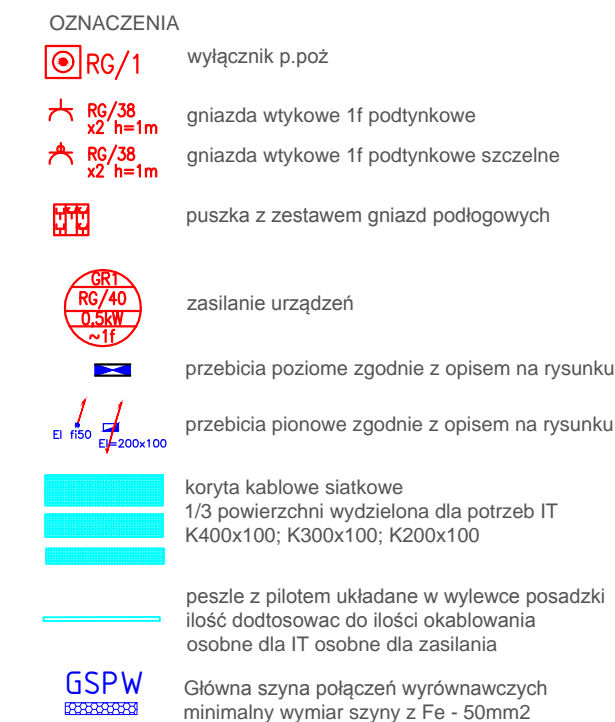 OZNACZENIA
RG/1
wyłącznik p.poż
RG/38
x2 h=1m
gniazda wtykowe 1f podtynkowe
RG/38
x2 h=1m
gniazda wtykowe 1f podtynkowe szczelne
puszka z zestawem gniazd podłogowych
GR1
RG/40
0,5kW
~1f
zasilanie urządzeń
przebicia poziome zgodnie z opisem na rysunku
El fi50
El=200x100
przebicia pionowe zgodnie z opisem na rysunku
koryta kablowe siatkowe
1/3 powierzchni wydzielona dla potrzeb IT
K400x100; K300x100; K200x100
peszle z pilotem układane w wylewce posadzki
ilość dodtosowac do ilości okablowania
osobne dla IT osobne dla zasilania
GSPW
Główna szyna połączeń wyrównawczych
minimalny wymiar szyny z Fe - 50mm2